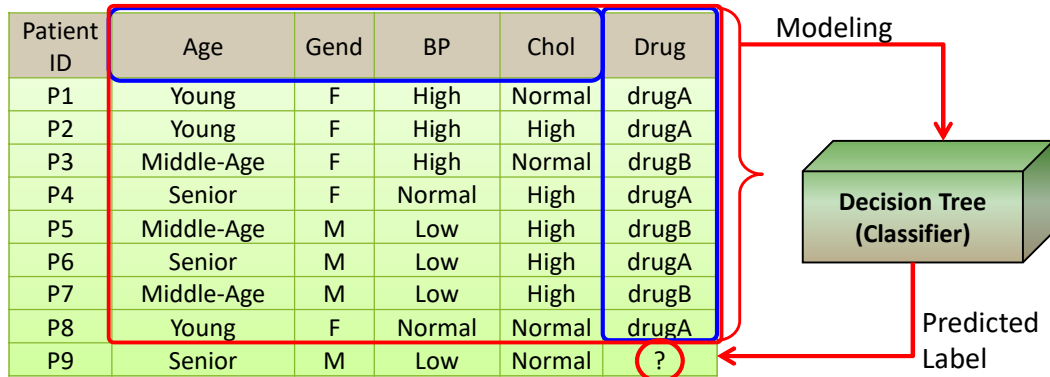 Patient ID Age Gend BP Chol Drug
P1 Young F High Normal drugA
P2 Young F High High drugA
P3 Middle-Age F High Normal drugB
P4 Senior F Normal High drugA
P5 Middle-Age M Low High drugB
P6 Senior M Low High drugA
P7 Middle-Age M Low High drugB
P8 Young F Normal Normal drugA
P9 Senior M Low Normal ?
Modeling
Decision Tree
(Classifier)
Predicted
Label